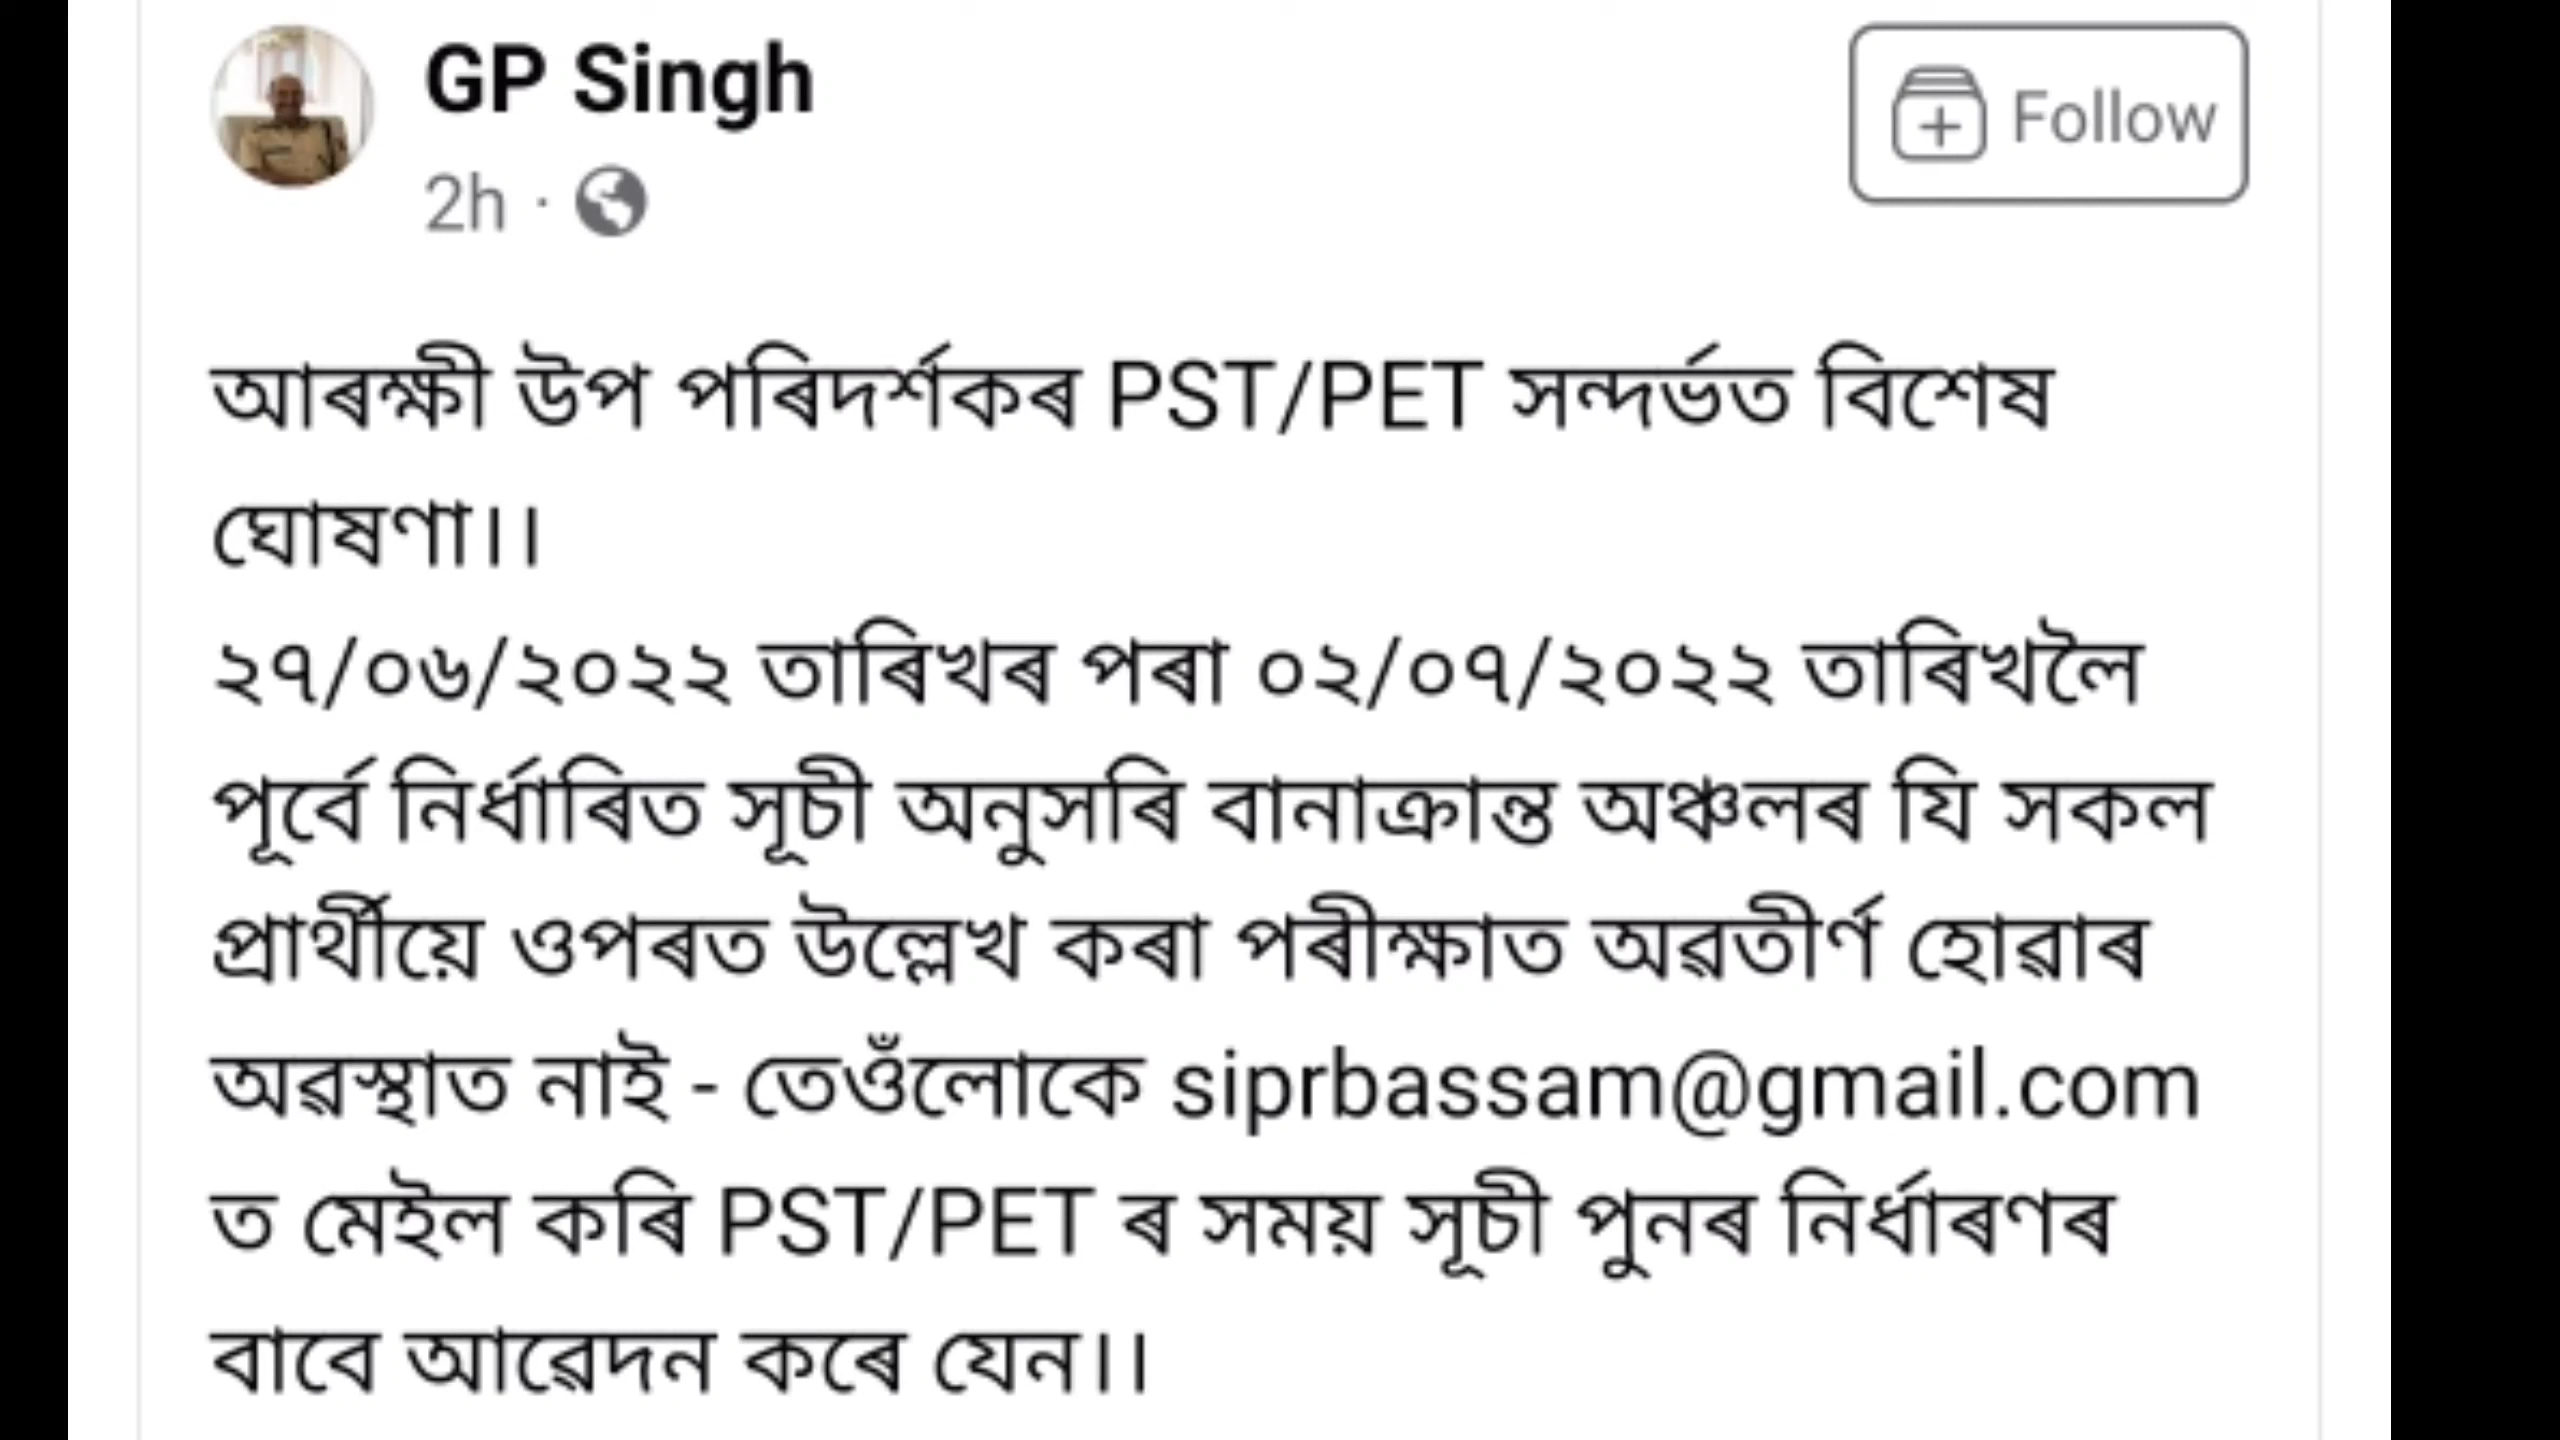 GP Singh
Follow
2h ·
আৰক্ষী উপ পৰিদৰ্শকৰ PST/PET সন্দৰ্ভত বিশেষ
ঘোষণা।।
২৭/০৬/২০২২ তাৰিখৰ পৰা ০২/০৭/২০২২ তাৰিখলৈ
পূৰ্বে নিৰ্ধাৰিত সূচী অনুসৰি বানাক্ৰান্ত অঞ্চলৰ যি সকল
প্ৰাৰ্থীয়ে ওপৰত উল্লেখ কৰা পৰীক্ষাত অৱতীৰ্ণ হোৱাৰ
অৱস্থাত নাই - তেওঁলোকে siprbassam@gmail.com
ত মেইল কৰি PST/PET ৰ সময় সূচী পুনৰ নিৰ্ধাৰণৰ
বাবে আৱেদন কৰে যেন।।